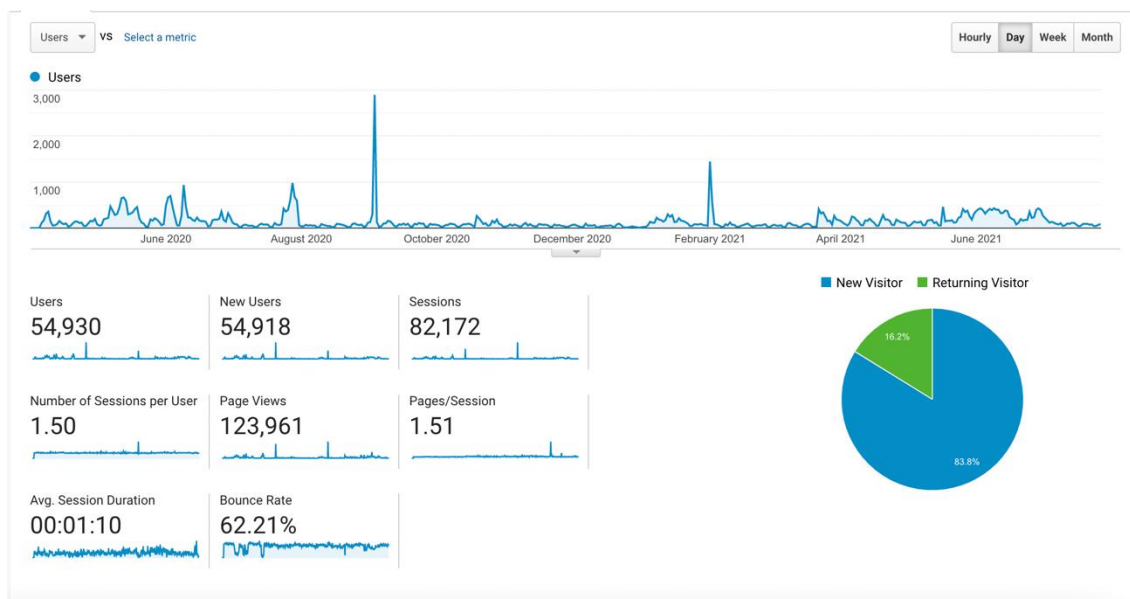 Users VS Select a metric Hourly Day Week Month
Users
3,000
2,000
1,000
June 2020 August 2020 October 2020 December 2020 February 2021 April 2021 June 2021
New Visitor Returning Visitor
Users New Users Sessions
54,930 54,918 82,172
16.2%
Number of Sessions per User Page Views Pages/Session
1.50 123,961 1.51
83.8%
Avg. Session Duration Bounce Rate
00:01:10 62.21%